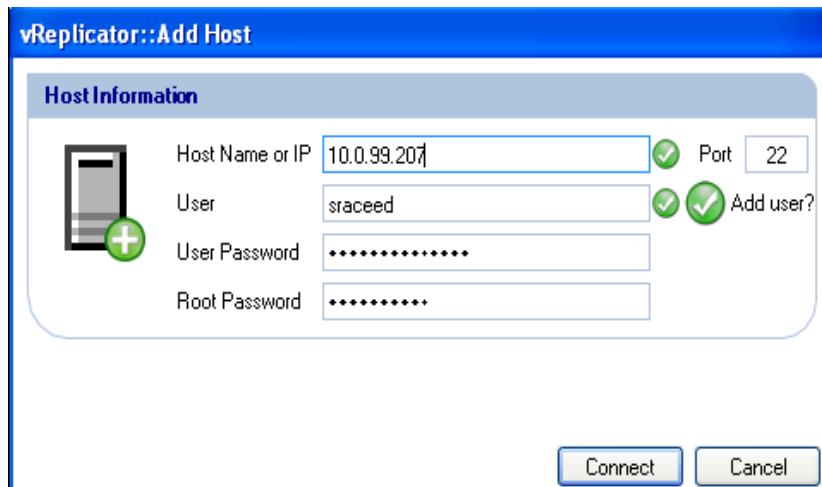 vReplicator::Add Host
Host Information
Host Name or IP 10.0.99.207 Port 22
User sraceed Add user?
User Password ••••••••••••••
Root Password ••••••••••
Connect Cancel